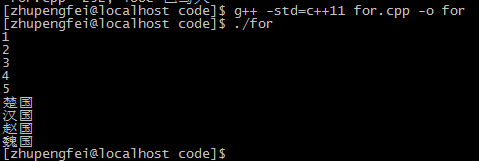 [zhupengfei@localhost code]$ g++ -std=c++11 for.cpp -o for
[zhupengfei@localhost code]$ ./for
1
2
3
4
5
楚国
汉国
赵国
魏国
[zhupengfei@localhost code]$